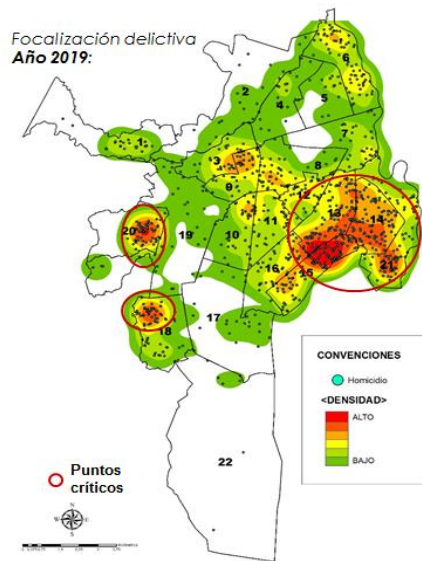 Focalización delictiva
Año 2019:
6
2
4
5
7
1
3
8
9
12
13
14
20
19
10
11
21
16
15
17
18
CONVENCIONES
Homicidio
<DENSIDAD>
ALTO
BAJO
22
Puntos
críticos
N
S